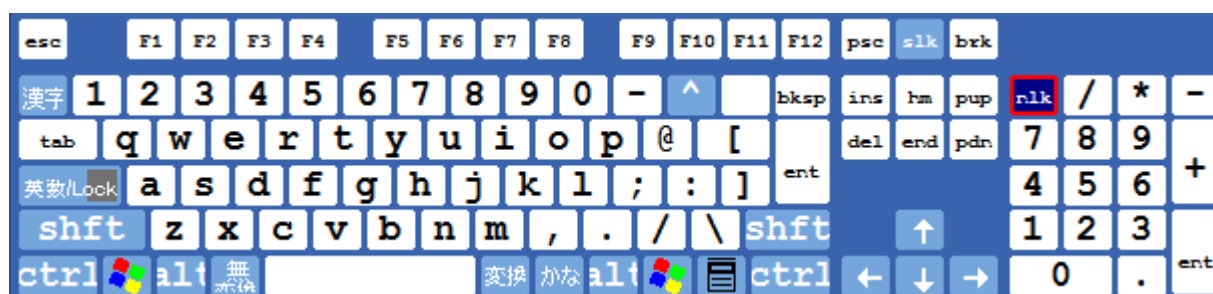 esc F1 F2 F3 F4 F5 F6 F7 F8 F9 F10 F11 F12 psc slk brk
漢字 1 2 3 4 5 6 7 8 9 0 - ^ bksp ins hm pup nlk / * -
tab q w e r t y u i o p @ [ ent del end pdn 7 8 9 +
英数/Lock a s d f g h j k l ; : ] 4 5 6
shft z x c v b n m , . / \ shft ↑ 1 2 3 ent
ctrl alt 無 変換 かな alt ctrl ← ↓ → 0 .